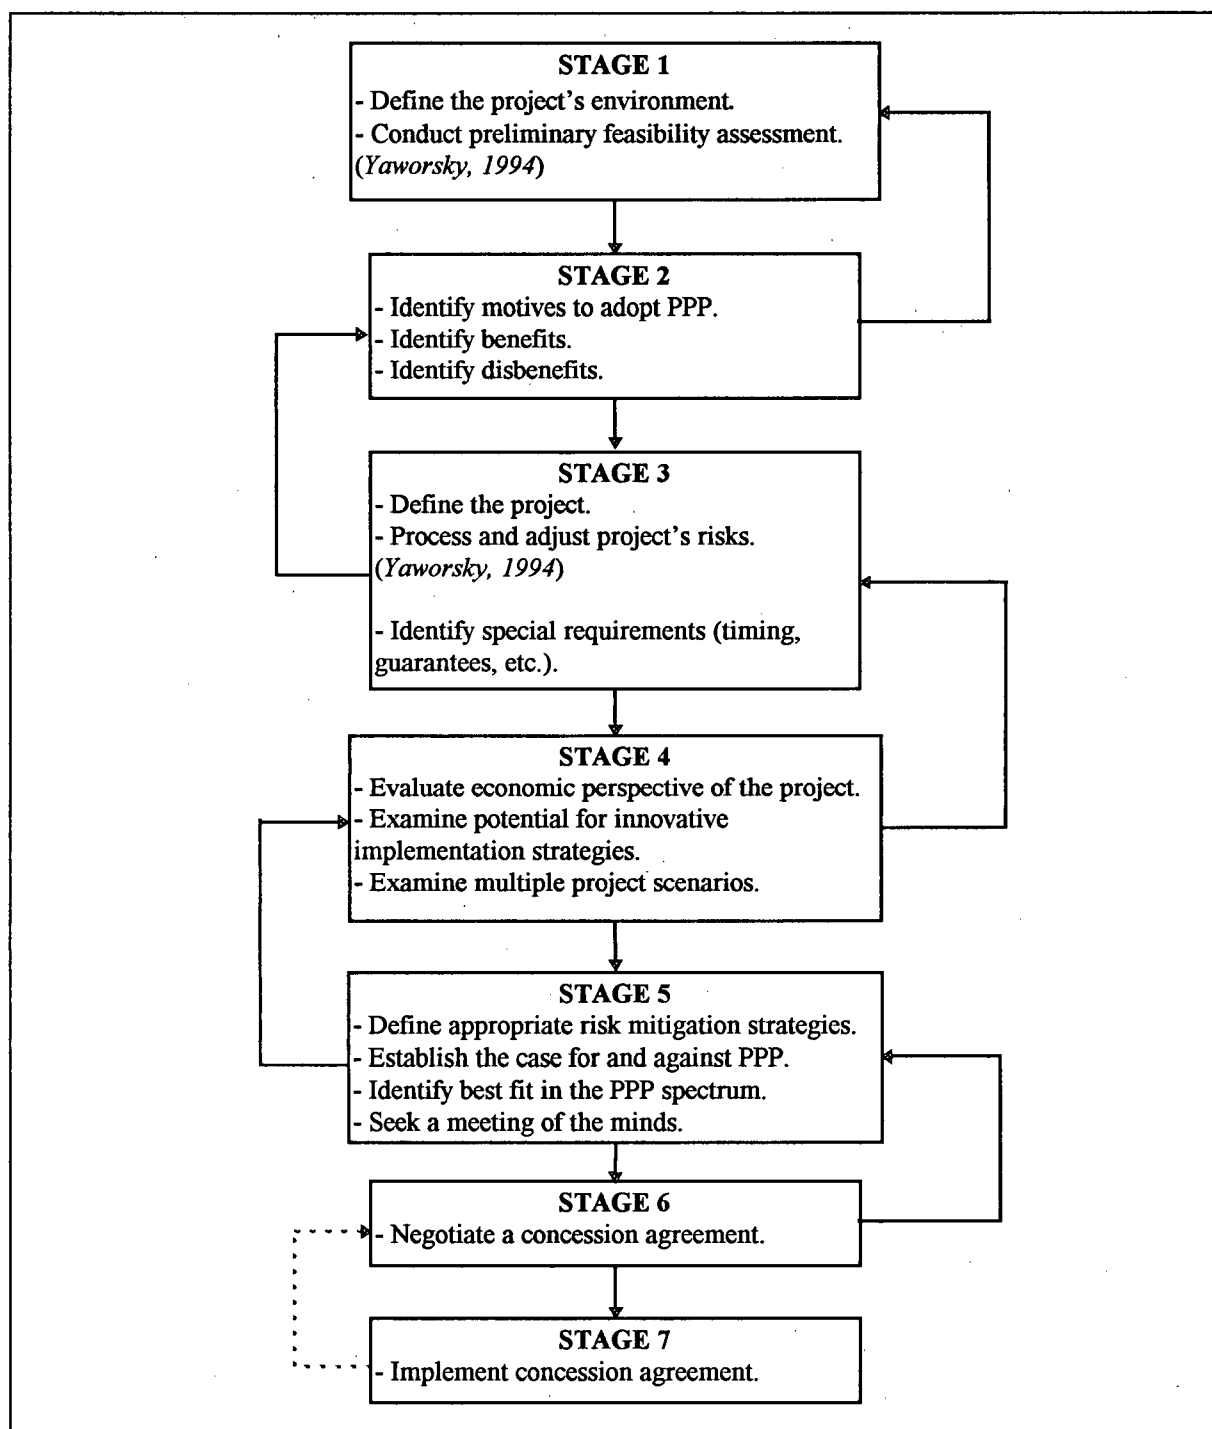 STAGE 1
- Define the project's environment.
- Conduct preliminary feasibility assessment.
(Yaworsky, 1994)
STAGE 2
- Identify motives to adopt PPP.
- Identify benefits.
- Identify disbenefits.
STAGE 3
- Define the project.
- Process and adjust project's risks.
(Yaworsky, 1994)
- Identify special requirements (timing,
guarantees, etc.).
STAGE 4
- Evaluate economic perspective of the project.
- Examine potential for innovative
implementation strategies.
- Examine multiple project scenarios.
STAGE 5
- Define appropriate risk mitigation strategies.
- Establish the case for and against PPP.
- Identify best fit in the PPP spectrum.
- Seek a meeting of the minds.
STAGE 6
- Negotiate a concession agreement.
STAGE 7
- Implement concession agreement.